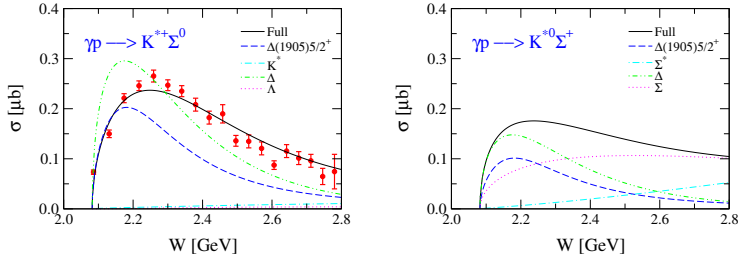 γp —> K*+Σ0
Full
Δ(1905)5/2+
K*
Δ
Λ
σ [μb]
0.4
0.3
0.2
0.1
0.0
2.0 2.2 2.4 2.6 2.8
W [GeV]
γp —> K*0Σ+
Full
Δ(1905)5/2+
Σ*
Δ
Σ
σ [μb]
0.4
0.3
0.2
0.1
0.0
2.0 2.2 2.4 2.6 2.8
W [GeV]